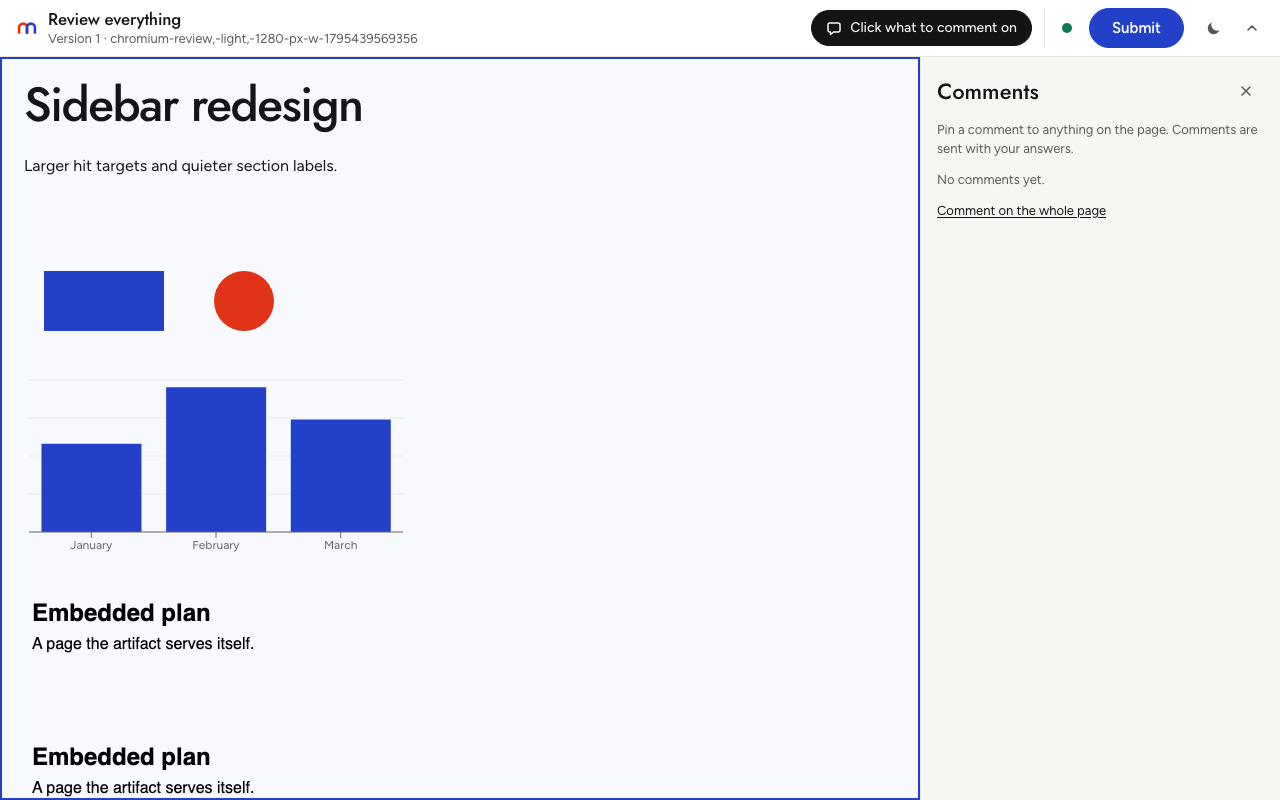 Review everything
Version 1 · chromium-review,-light,-1280-px-w-1795439569356
Click what to comment on
Submit
Sidebar redesign
Larger hit targets and quieter section labels.
January
February
March
Embedded plan
A page the artifact serves itself.
Embedded plan
A page the artifact serves itself.
Comments
Pin a comment to anything on the page. Comments are
sent with your answers.
No comments yet.
Comment on the whole page